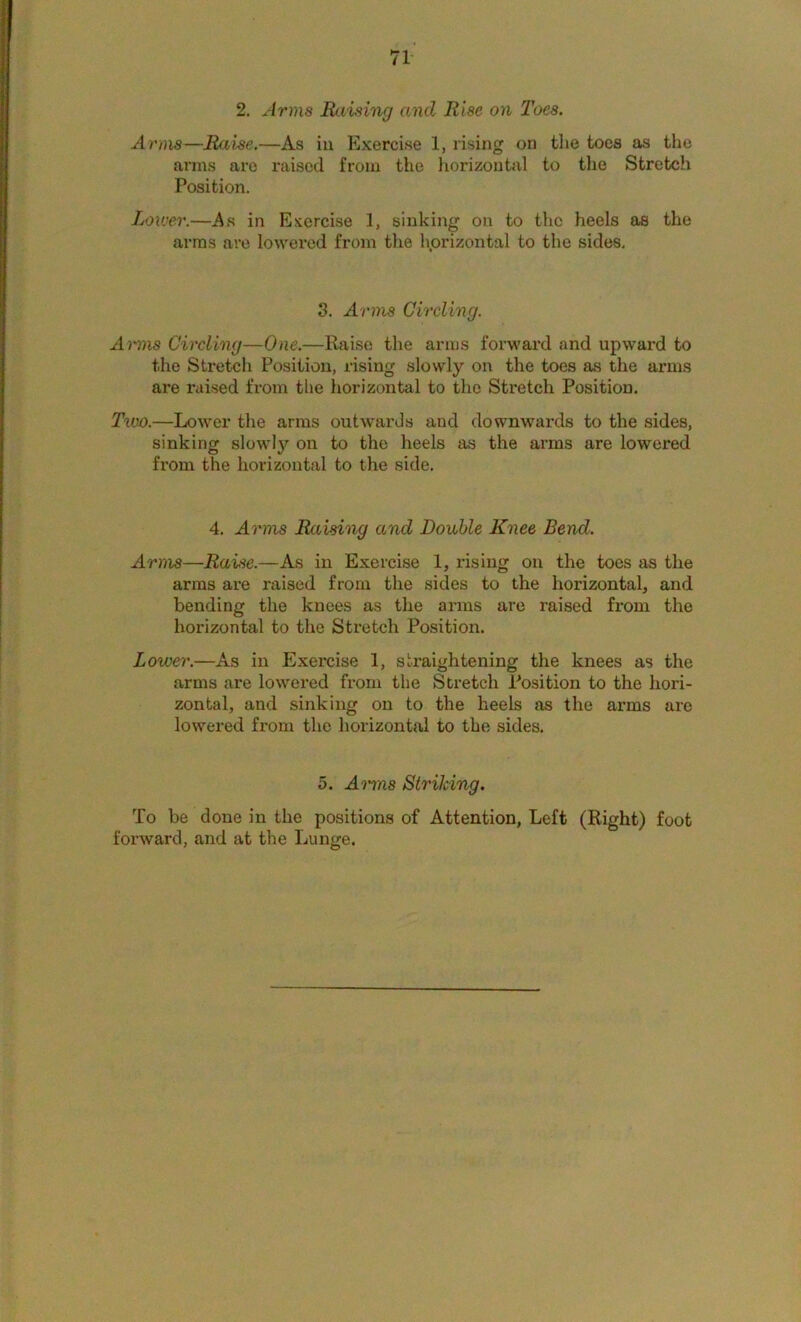 71
2. Arms Raising and Rise on Toes.
Arms—Raise.—As in Exercise 1, rising on the toes as the
arms are raised from the horizontal to the Stretch
Position.
Lower.—As in Exercise 1, sinking on to the heels as the
arms are lowered from the horizontal to the sides.
3. Arms Circling.
Arms Circling—One.—Raise the arms forward and upward to
the Stretch Position, rising slowly on the toes as the arms
are raised from the horizontal to the Stretch Position.
Two.—Lower the arms outwards and downwards to the sides,
sinking slowly on to the heels as the arms are lowered
from the horizontal to the side.
4. Arms Raising and Double Knee Bend.
Arms—Raise.—As in Exercise 1, rising on the toes as the
arms are raised from the sides to the horizontal, and
bending the knees as the arms are raised from the
horizontal to the Stretch Position.
Lower.—As in Exercise 1, straightening the knees as the
arms are lowered from the Stretch Position to the hori-
zontal, and sinking on to the heels as the arms are
lowered from the horizontal to the sides.
5. Arms Striking.
To be done in the positions of Attention, Left (Right) foot
forward, and at the Lunge.